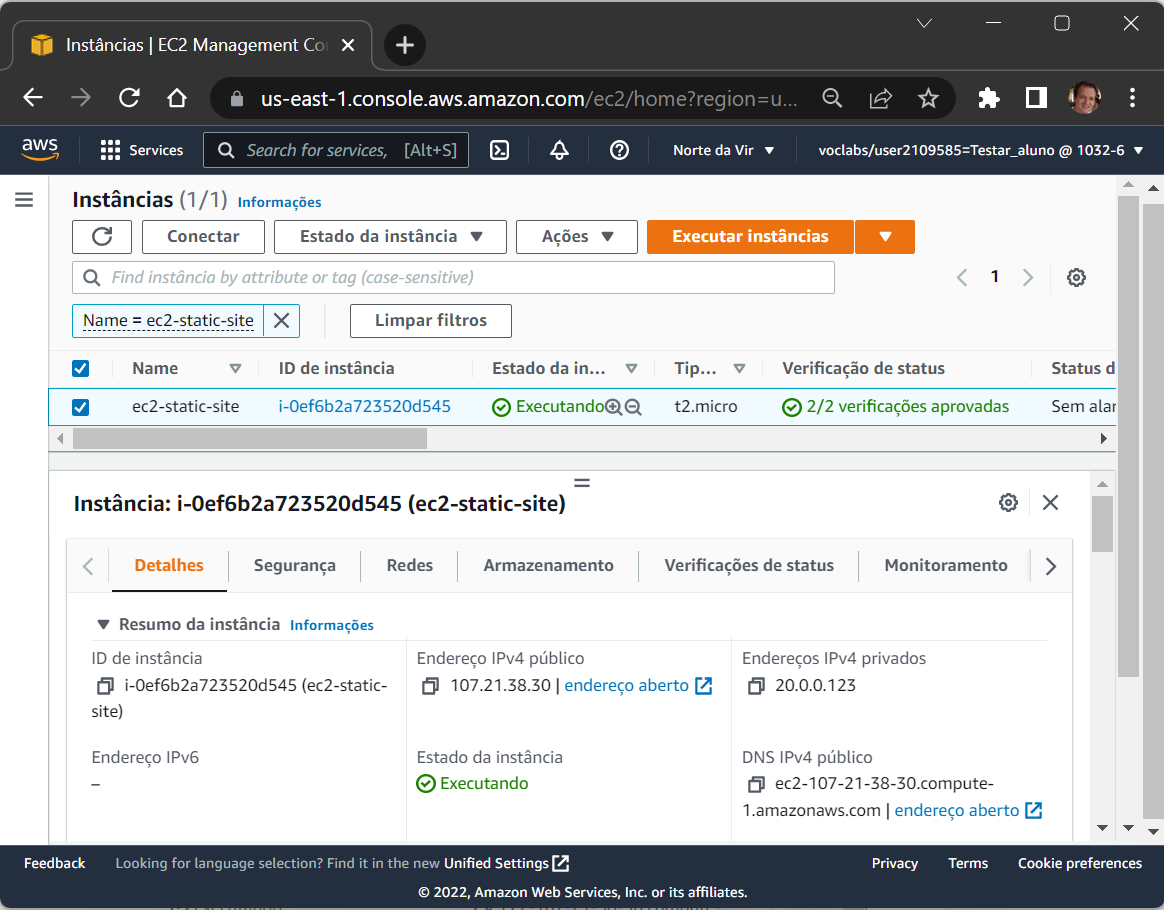 Instâncias | EC2 Management Co
us-east-1.console.aws.amazon.com/ec2/home?region=u...
aws Services Search for services, [Alt+S] Norte da Vir voclabs/user2109585=Testar_aluno @ 1032-6
Instâncias (1/1) Informações
Conectar Estado da instância Ações Executar instâncias
Find instância by attribute or tag (case-sensitive) 1
Name = ec2-static-site Limpar filtros
Name ID de instância Estado da in... Tip... Verificação de status Status d
ec2-static-site i-0ef6b2a723520d545 Executando t2.micro 2/2 verificações aprovadas Sem alar
Instância: i-0ef6b2a723520d545 (ec2-static-site)
Detalhes Segurança Redes Armazenamento Verificações de status Monitoramento
Resumo da instância Informações
ID de instância
i-0ef6b2a723520d545 (ec2-static-
site)
Endereço IPv4 público
107.21.38.30 | endereço aberto
Endereços IPv4 privados
20.0.0.123
Endereço IPv6
–
Estado da instância
Executando
DNS IPv4 público
ec2-107-21-38-30.compute-
1.amazonaws.com | endereço aberto
Feedback Looking for language selection? Find it in the new Unified Settings Privacy Terms Cookie preferences
© 2022, Amazon Web Services, Inc. or its affiliates.